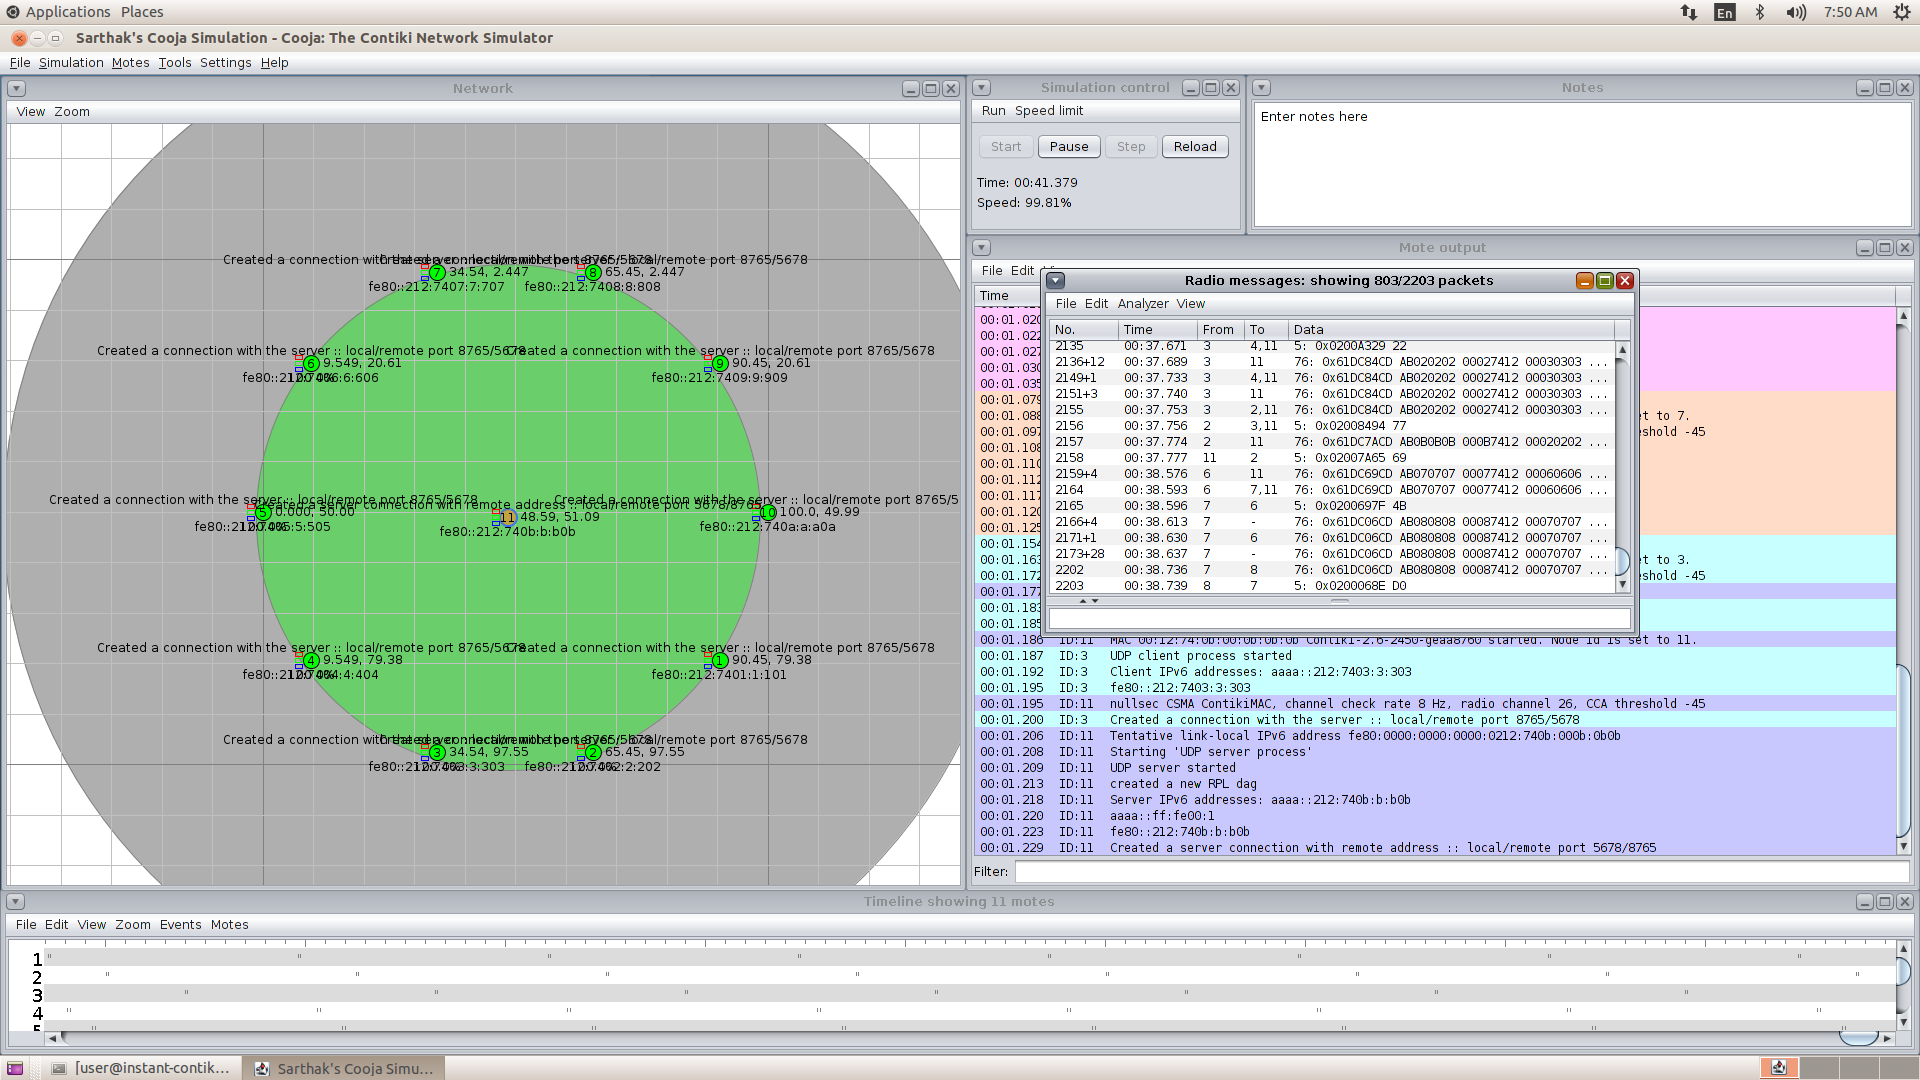 Applications Places
En 7:50 AM
Sarthak's Cooja Simulation - Cooja: The Contiki Network Simulator
File Simulation Motes Tools Settings Help
Network
View Zoom
Created a connection with the server :: local/remote port 8765/5678
7 34.54, 2.447
8 65.45, 2.447
fe80::212:7407:7:707
fe80::212:7408:8:808
Created a connection with the server :: local/remote port 8765/5678
Created a connection with the server :: local/remote port 8765/5678
6 9.549, 20.61
9 90.45, 20.61
fe80::212:7406:6:606
fe80::212:7409:9:909
Created a connection with the server :: local/remote port 8765/5678
Created a connection with the server :: local/remote port 8765/5
Created a server connection with remote address :: local/remote port 5678/8765
5 0.000, 50.00
11 48.59, 51.09
10 100.0, 49.99
fe80::212:7405:5:505
fe80::212:740b:b:b0b
fe80::212:740a:a:a0a
Created a connection with the server :: local/remote port 8765/5678
Created a connection with the server :: local/remote port 8765/5678
4 9.549, 79.38
1 90.45, 79.38
fe80::212:7404:4:404
fe80::212:7401:1:101
Created a connection with the server :: local/remote port 8765/5678
3 34.54, 97.55
2 65.45, 97.55
fe80::212:7403:3:303
fe80::212:7402:2:202
Simulation control
Run Speed limit
Start Pause Step Reload
Time: 00:41.379
Speed: 99.81%
Notes
Enter notes here
Mote output
File Edit
Time
Radio messages: showing 803/2203 packets
File Edit Analyzer View
No. Time From To Data
2135 00:37.671 3 4,11 5: 0x0200A329 22
2136+12 00:37.689 3 11 76: 0x61DC84CD AB020202 00027412 00030303 ...
2149+1 00:37.733 3 4,11 76: 0x61DC84CD AB020202 00027412 00030303 ...
2151+3 00:37.740 3 11 76: 0x61DC84CD AB020202 00027412 00030303 ...
2155 00:37.753 3 2,11 76: 0x61DC84CD AB020202 00027412 00030303 ...
2156 00:37.756 2 3,11 5: 0x02008494 77
2157 00:37.774 2 11 76: 0x61DC7ACD AB0B0B0B 000B7412 00020202 ...
2158 00:37.777 11 2 5: 0x02007A65 69
2159+4 00:38.576 6 11 76: 0x61DC69CD AB070707 00077412 00060606 ...
2164 00:38.593 6 7,11 76: 0x61DC69CD AB070707 00077412 00060606 ...
2165 00:38.596 7 6 5: 0x0200697F 4B
2166+4 00:38.613 7 - 76: 0x61DC06CD AB080808 00087412 00070707 ...
2171+1 00:38.630 7 6 76: 0x61DC06CD AB080808 00087412 00070707 ...
2173+28 00:38.637 7 - 76: 0x61DC06CD AB080808 00087412 00070707 ...
2202 00:38.736 7 8 76: 0x61DC06CD AB080808 00087412 00070707 ...
2203 00:38.739 8 7 5: 0x0200068E D0
00:01.020
00:01.022
00:01.027
00:01.030
00:01.035
00:01.079
00:01.088 et to 7.
00:01.097 eshold -45
00:01.108
00:01.110
00:01.112
00:01.117
00:01.120
00:01.125
00:01.154
00:01.163 et to 3.
00:01.172 eshold -45
00:01.177
00:01.183
00:01.185
00:01.186 ID:11 MAC 00:12:74:0b:00:0b:0b:0b Contiki-2.6-2450-geaa8760 started. Node id is set to 11.
00:01.187 ID:3 UDP client process started
00:01.192 ID:3 Client IPv6 addresses: aaaa::212:7403:3:303
00:01.195 ID:3 fe80::212:7403:3:303
00:01.195 ID:11 nullsec CSMA ContikiMAC, channel check rate 8 Hz, radio channel 26, CCA threshold -45
00:01.200 ID:3 Created a connection with the server :: local/remote port 8765/5678
00:01.206 ID:11 Tentative link-local IPv6 address fe80:0000:0000:0000:0212:740b:000b:0b0b
00:01.208 ID:11 Starting 'UDP server process'
00:01.209 ID:11 UDP server started
00:01.213 ID:11 created a new RPL dag
00:01.218 ID:11 Server IPv6 addresses: aaaa::212:740b:b:b0b
00:01.220 ID:11 aaaa::ff:fe00:1
00:01.223 ID:11 fe80::212:740b:b:b0b
00:01.229 ID:11 Created a server connection with remote address :: local/remote port 5678/8765
Filter:
Timeline showing 11 motes
File Edit View Zoom Events Motes
1
2
3
4
5
[user@instant-contik... Sarthak's Cooja Simu...